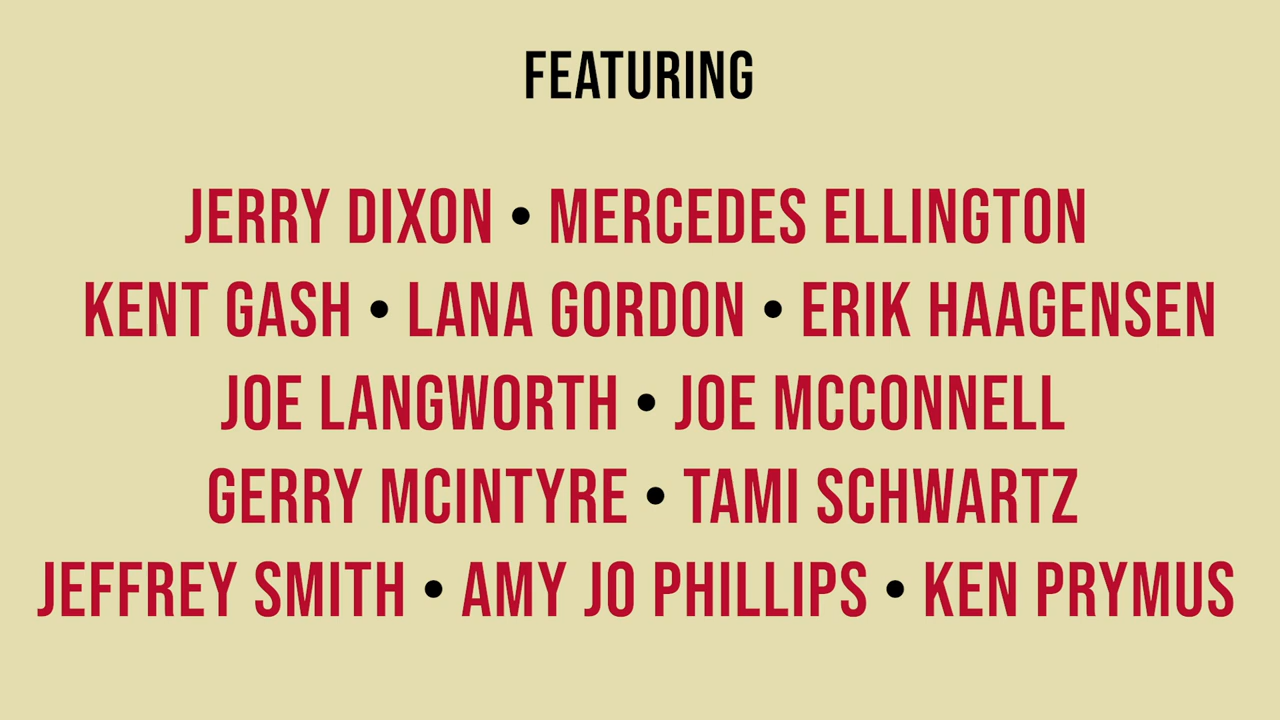 FEATURING
JERRY DIXON • MERCEDES ELLINGTON
KENT GASH • LANA GORDON • ERIK HAAGENSEN
JOE LANGWORTH • JOE MCCONNELL
GERRY MCINTYRE • TAMI SCHWARTZ
JEFFREY SMITH • AMY JO PHILLIPS • KEN PRYMUS